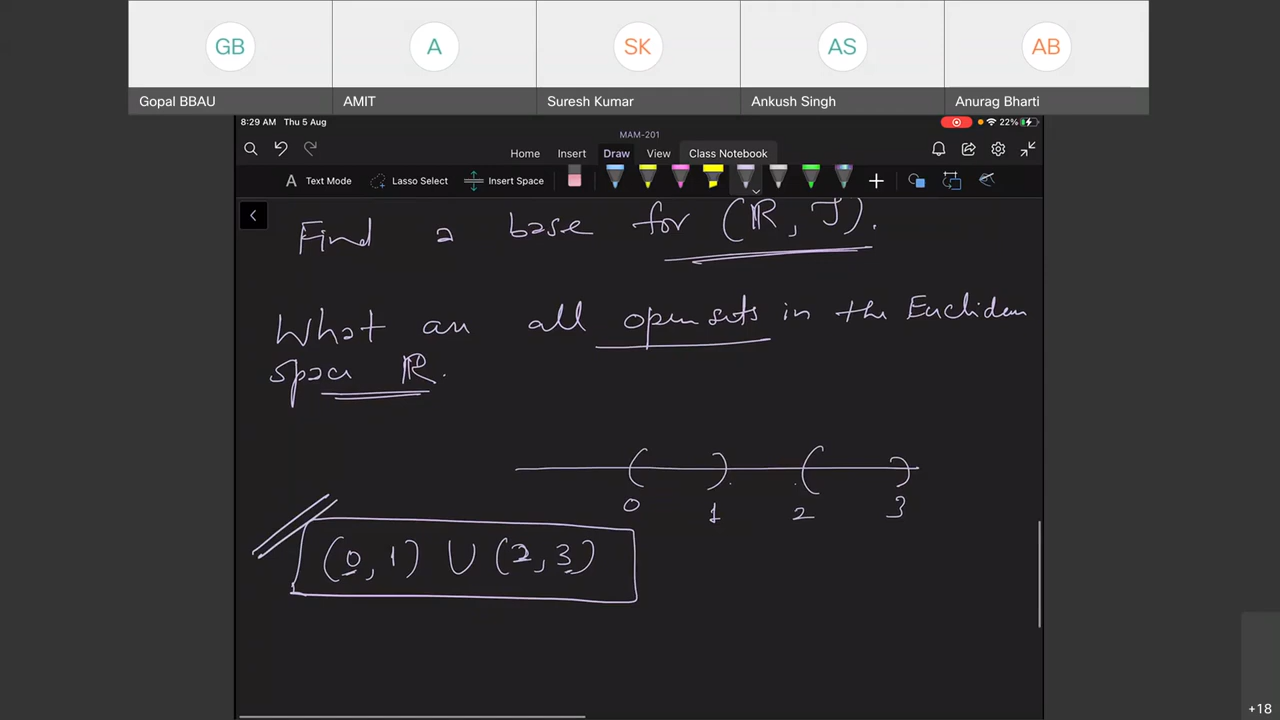 GB
A
SK
AS
AB
Gopal BBAU
AMIT
Suresh Kumar
Ankush Singh
Anurag Bharti
8:29 AM Thu 5 Aug
22%
MAM-201
Home Insert Draw View Class Notebook
A Text Mode Lasso Select Insert Space
Find a base for (ℝ, J).
What an all open sets in the Euclidean
space ℝ.
0 1 2 3
(0, 1) ∪ (2, 3)
+18